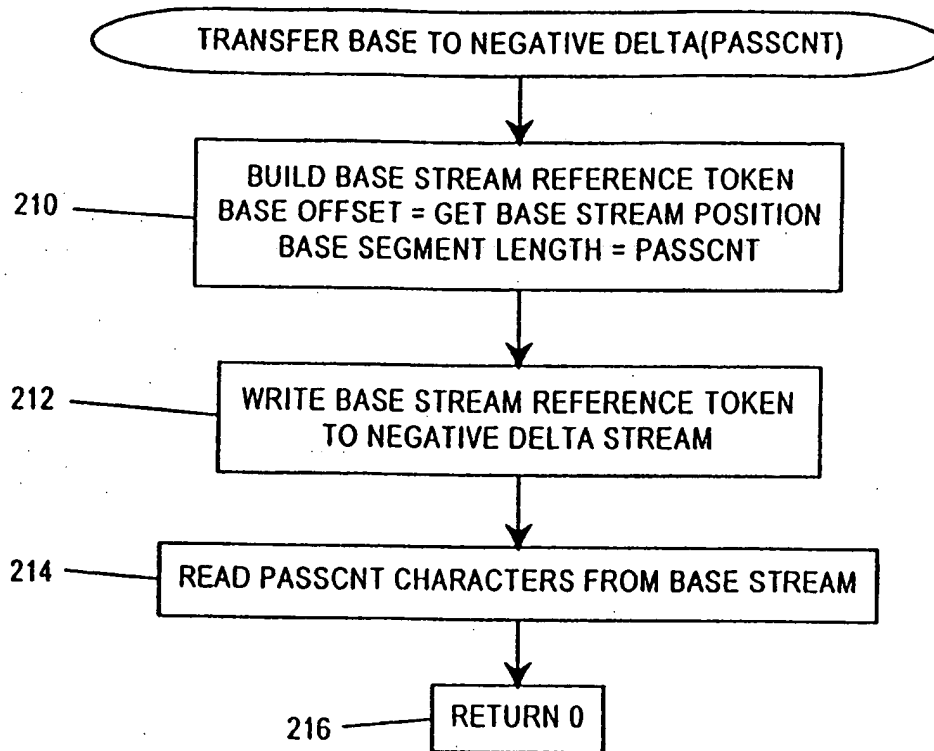 TRANSFER BASE TO NEGATIVE DELTA(PASSCNT)
210
BUILD BASE STREAM REFERENCE TOKEN
BASE OFFSET = GET BASE STREAM POSITION
BASE SEGMENT LENGTH = PASSCNT
212
WRITE BASE STREAM REFERENCE TOKEN
TO NEGATIVE DELTA STREAM
214
READ PASSCNT CHARACTERS FROM BASE STREAM
216
RETURN 0